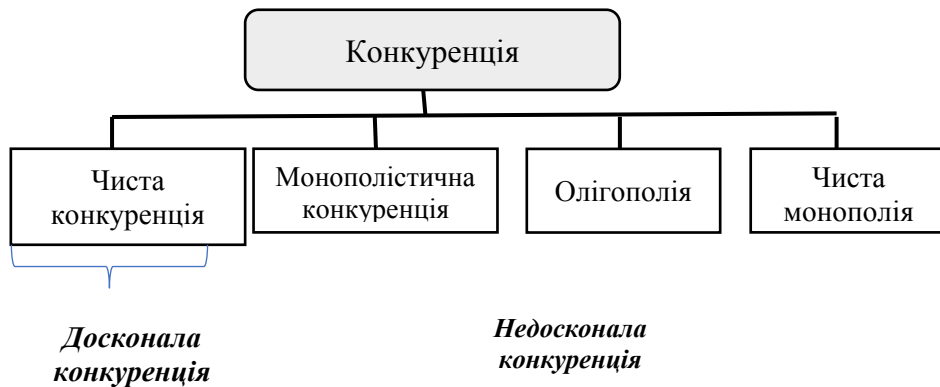 Конкуренція
Чиста
конкуренція
Монополістична
конкуренція
Олігополія
Чиста
монополія
Досконала
конкуренція
Недосконала
конкуренція